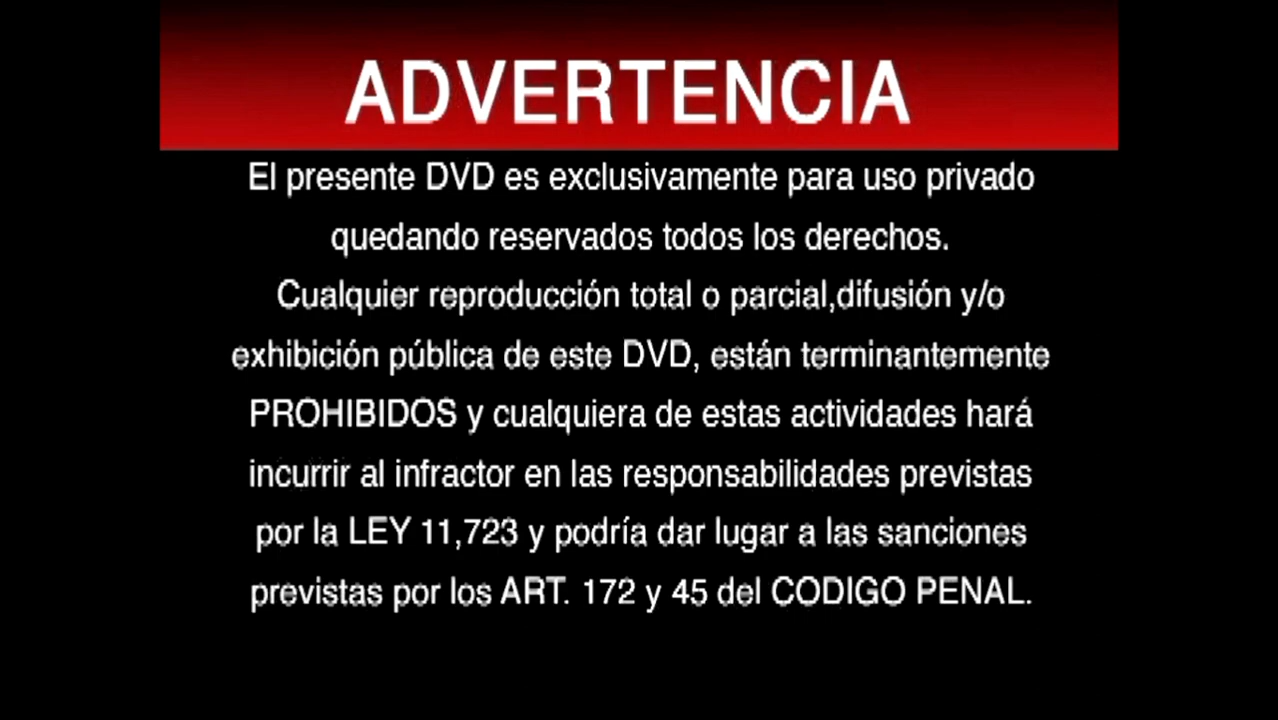 ADVERTENCIA
El presente DVD es exclusivamente para uso privado
quedando reservados todos los derechos.
Cualquier reproducción total o parcial,difusión y/o
exhibición pública de este DVD, están terminantemente
PROHIBIDOS y cualquiera de estas actividades hará
incurrir al infractor en las responsabilidades previstas
por la LEY 11,723 y podría dar lugar a las sanciones
previstas por los ART. 172 y 45 del CODIGO PENAL.